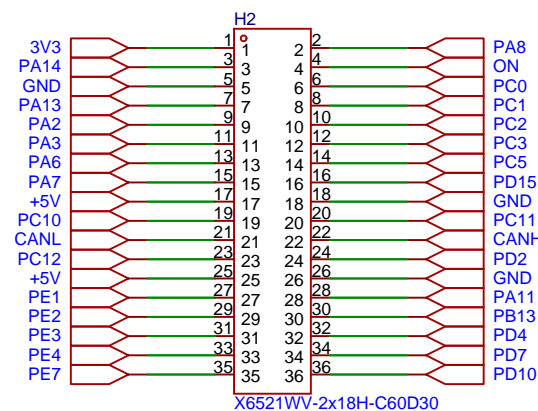 H2
3V3 1 1 2 2 PA8
PA14 3 3 4 4 ON
GND 5 5 6 6 PC0
PA13 7 7 8 8 PC1
PA2 9 9 10 10 PC2
PA3 11 11 12 12 PC3
PA6 13 13 14 14 PC5
PA7 15 15 16 16 PD15
+5V 17 17 18 18 GND
PC10 19 19 20 20 PC11
CANL 21 21 22 22 CANH
PC12 23 23 24 24 PD2
+5V 25 25 26 26 GND
PE1 27 27 28 28 PA11
PE2 29 29 30 30 PB13
PE3 31 31 32 32 PD4
PE4 33 33 34 34 PD7
PE7 35 35 36 36 PD10
X6521WV-2x18H-C60D30